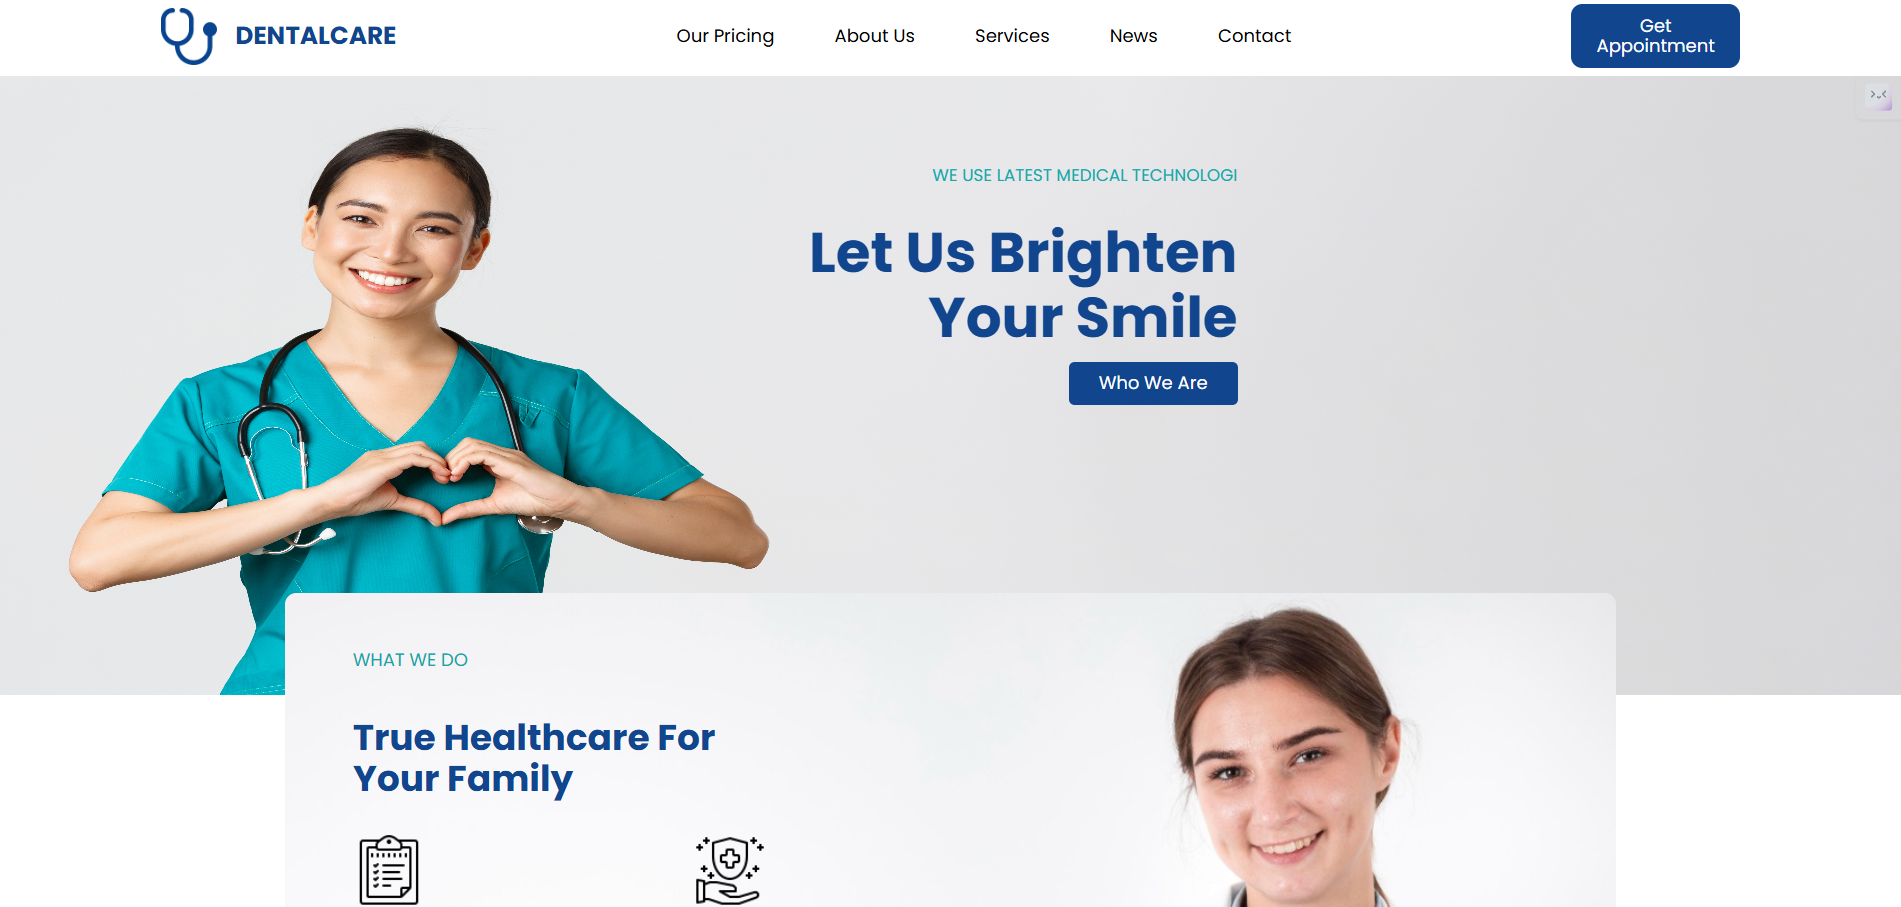 DENTALCARE
Our Pricing
About Us
Services
News
Contact
Get
Appointment
WE USE LATEST MEDICAL TECHNOLOGI
Let Us Brighten
Your Smile
Who We Are
WHAT WE DO
True Healthcare For
Your Family